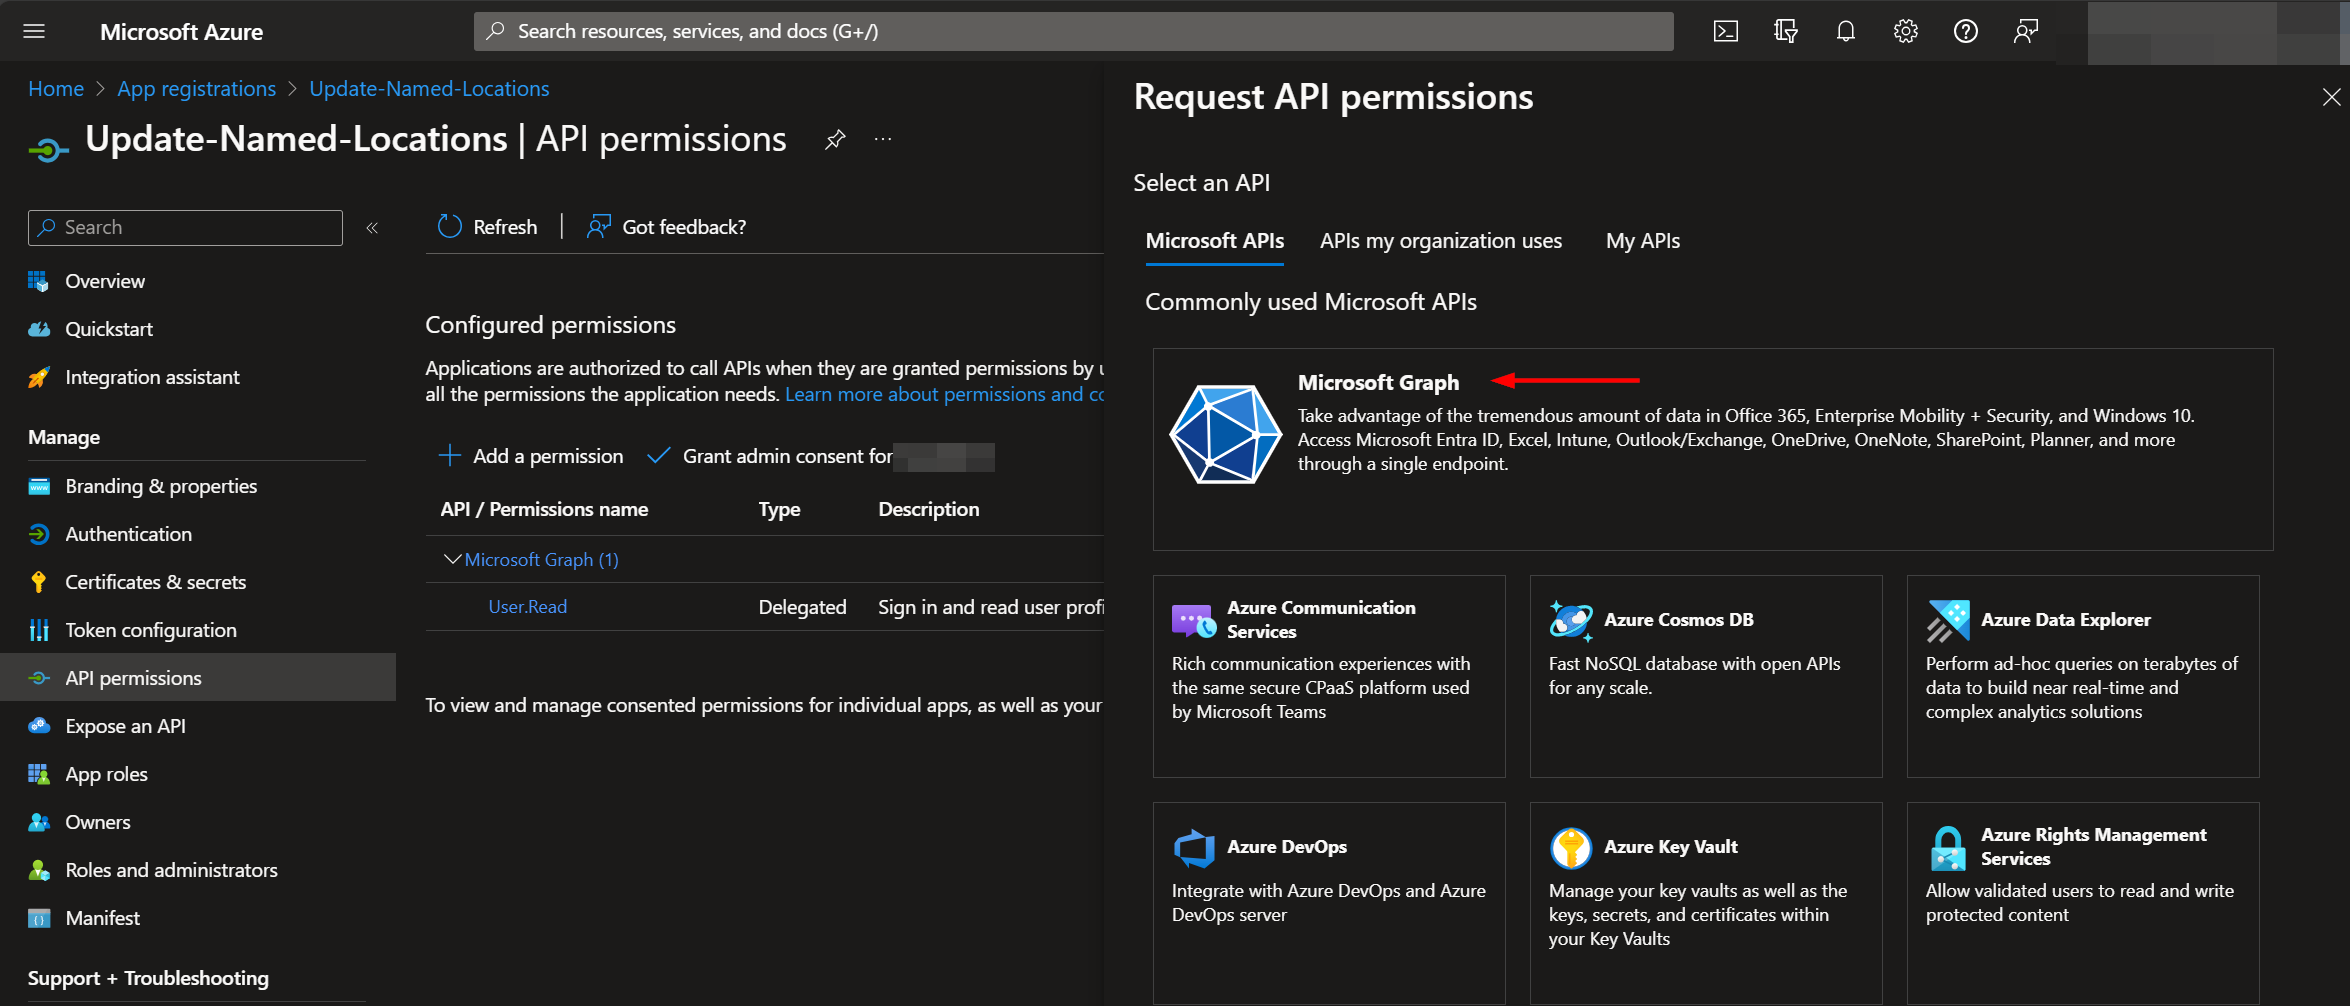 Microsoft Azure
Search resources, services, and docs (G+/)
Home > App registrations > Update-Named-Locations
Update-Named-Locations | API permissions
...
Search
«
Overview
Quickstart
Integration assistant
Manage
Branding & properties
Authentication
Certificates & secrets
Token configuration
API permissions
Expose an API
App roles
Owners
Roles and administrators
Manifest
Support + Troubleshooting
Refresh | Got feedback?
Configured permissions
Applications are authorized to call APIs when they are granted permissions by u
all the permissions the application needs. Learn more about permissions and co
Add a permission
Grant admin consent for
API / Permissions name Type Description
Microsoft Graph (1)
User.Read Delegated Sign in and read user profi
To view and manage consented permissions for individual apps, as well as your
Request API permissions
Select an API
Microsoft APIs APIs my organization uses My APIs
Commonly used Microsoft APIs
Microsoft Graph
Take advantage of the tremendous amount of data in Office 365, Enterprise Mobility + Security, and Windows 10.
Access Microsoft Entra ID, Excel, Intune, Outlook/Exchange, OneDrive, OneNote, SharePoint, Planner, and more
through a single endpoint.
Azure Communication
Services
Rich communication experiences with
the same secure CPaaS platform used
by Microsoft Teams
Azure Cosmos DB
Fast NoSQL database with open APIs
for any scale.
Azure Data Explorer
Perform ad-hoc queries on terabytes of
data to build near real-time and
complex analytics solutions
Azure DevOps
Integrate with Azure DevOps and Azure
DevOps server
Azure Key Vault
Manage your key vaults as well as the
keys, secrets, and certificates within
your Key Vaults
Azure Rights Management
Services
Allow validated users to read and write
protected content